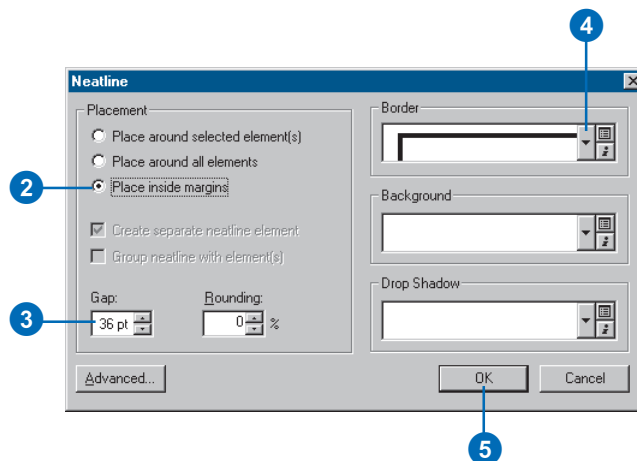 4
Neatline
Placement
Place around selected element(s)
Place around all elements
2
Place inside margins
Create separate neatline element
Group neatline with element(s)
Gap:
Rounding:
3
36 pt
0
%
Border
Background
Drop Shadow
Advanced...
OK
Cancel
5